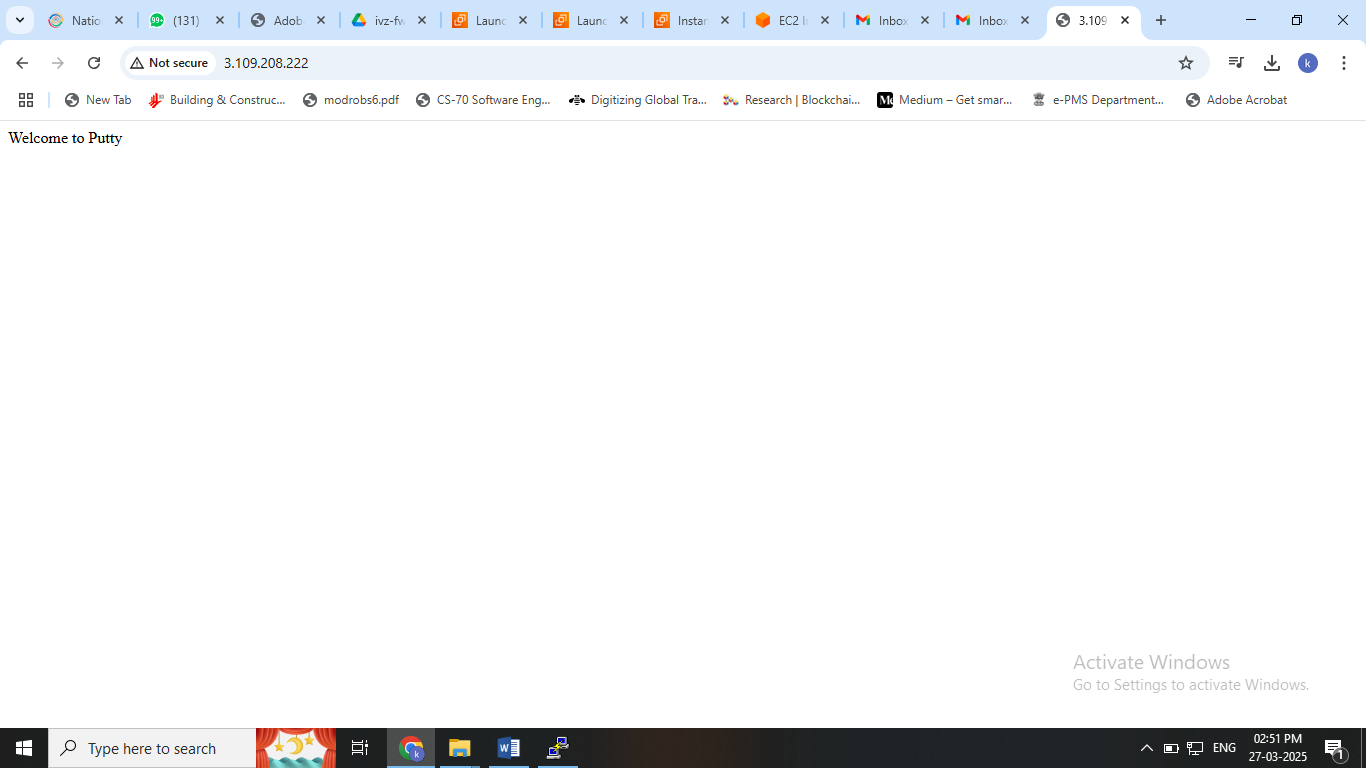 Natio
99+
(131)
Adob
ivz-fw
Launc
Launc
Instan
EC2 I
Inbox
Inbox
3.109
Not secure
3.109.208.222
k
New Tab
Building & Construc...
modrobs6.pdf
CS-70 Software Eng...
Digitizing Global Tra...
Research | Blockchai...
Medium – Get smar...
e-PMS Department...
Adobe Acrobat
Welcome to Putty
Activate Windows
Go to Settings to activate Windows.
Type here to search
ENG
02:51 PM
27-03-2025
1